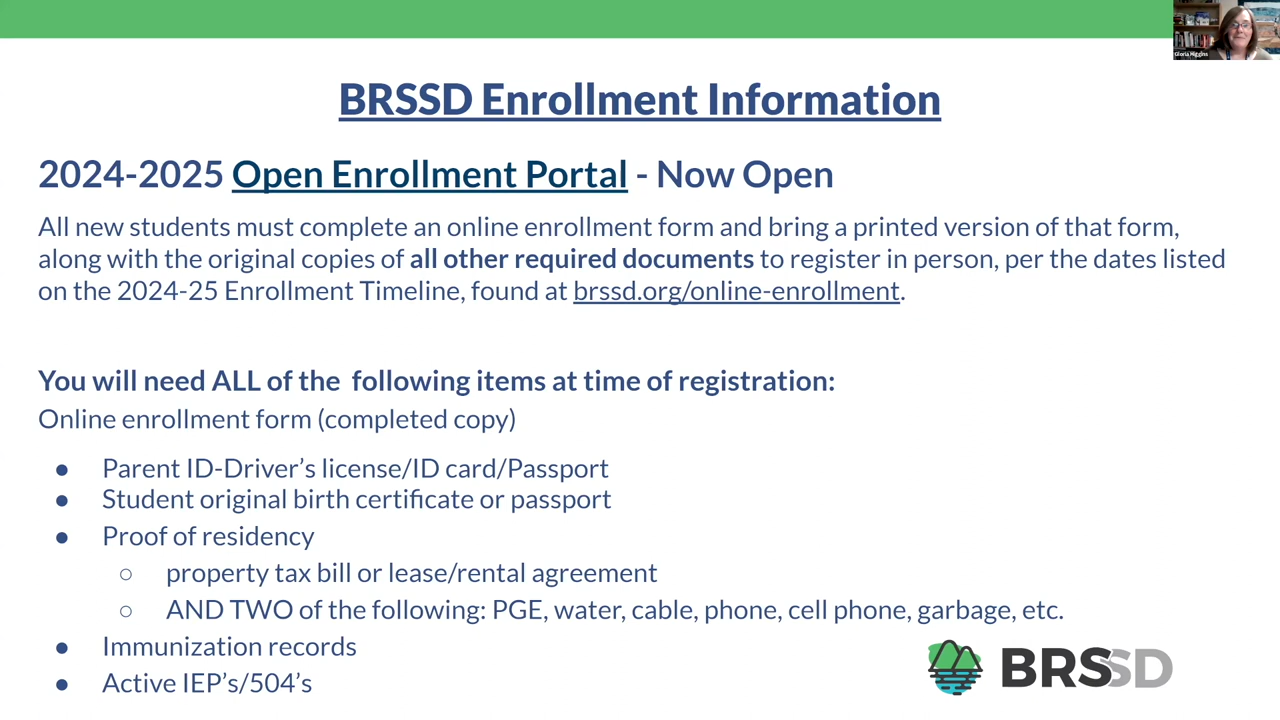 Gloria Higgins
BRSSD Enrollment Information
2024-2025 Open Enrollment Portal - Now Open
All new students must complete an online enrollment form and bring a printed version of that form,
along with the original copies of all other required documents to register in person, per the dates listed
on the 2024-25 Enrollment Timeline, found at brssd.org/online-enrollment.
You will need ALL of the following items at time of registration:
Online enrollment form (completed copy)
● Parent ID-Driver's license/ID card/Passport
● Student original birth certificate or passport
● Proof of residency
○ property tax bill or lease/rental agreement
○ AND TWO of the following: PGE, water, cable, phone, cell phone, garbage, etc.
● Immunization records
● Active IEP's/504's
BRSSD